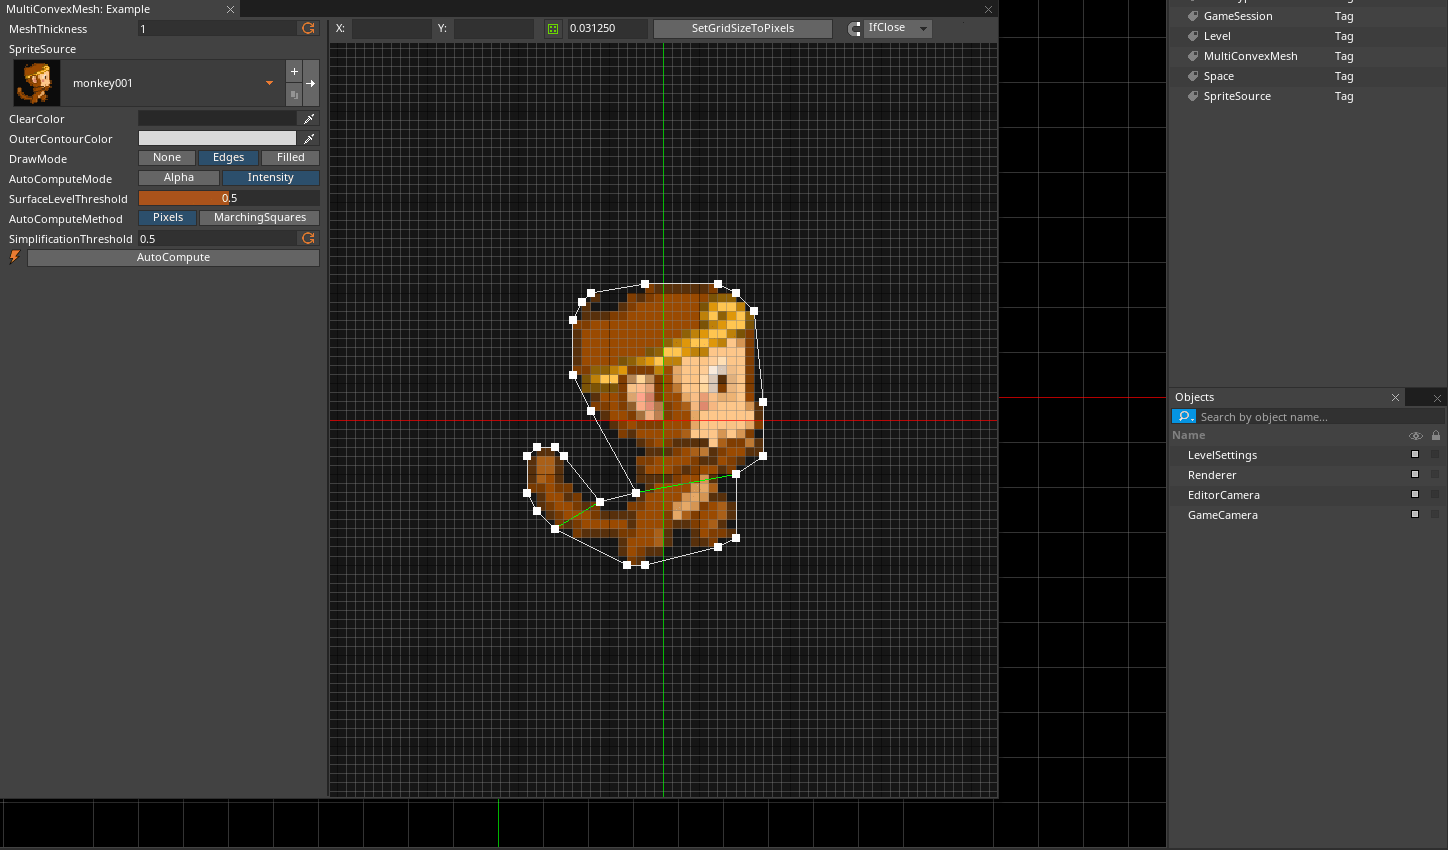 MultiConvexMesh: Example
MeshThickness 1
SpriteSource
monkey001
ClearColor
OuterContourColor
DrawMode None Edges Filled
AutoComputeMode Alpha Intensity
SurfaceLevelThreshold 0.5
AutoComputeMethod Pixels MarchingSquares
SimplificationThreshold 0.5
AutoCompute
X: Y: 0.031250 SetGridSizeToPixels IfClose
GameSession Tag
Level Tag
MultiConvexMesh Tag
Space Tag
SpriteSource Tag
Objects
Search by object name...
Name
LevelSettings
Renderer
EditorCamera
GameCamera